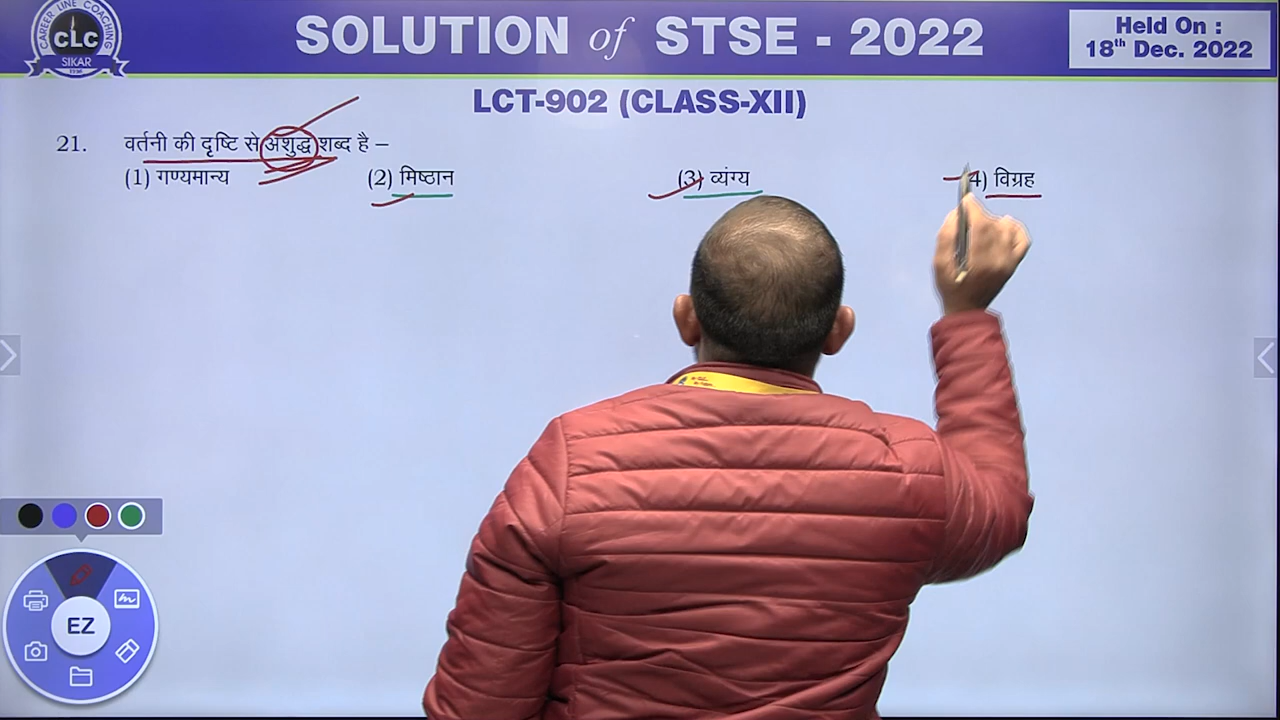 CAREER LINE COACHING
CLC
SIKAR
SOLUTION of STSE - 2022
Held On :
18th Dec. 2022
LCT-902 (CLASS-XII)
21. वर्तनी की दृष्टि से अशुद्ध शब्द है –
(1) गण्यमान्य (2) मिष्ठान (3) व्यंग्य 4) विग्रह
EZ